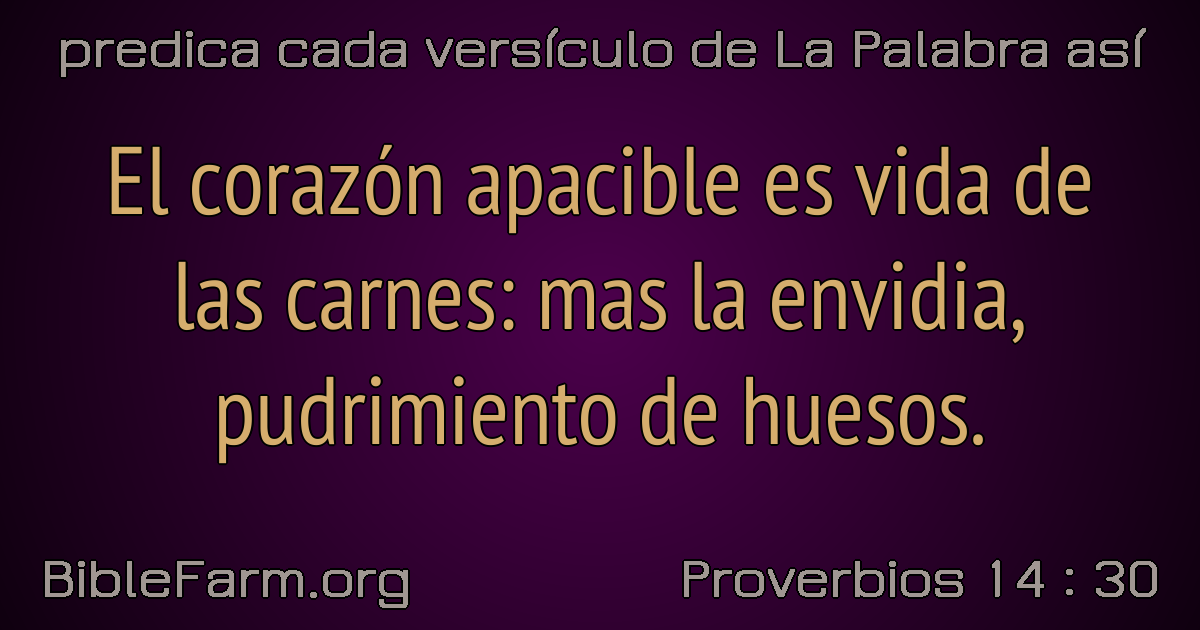 predica cada versículo de La Palabra así
El corazón apacible es vida de
las carnes: mas la envidia,
pudrimiento de huesos.
BibleFarm.org
Proverbios 14 : 30